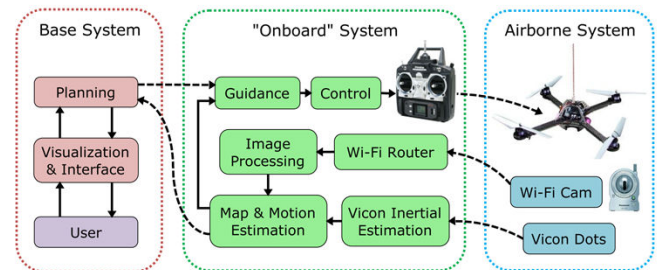 Base System
"Onboard" System
Airborne System
Planning
Guidance
Control
Visualization
& Interface
Image
Processing
Wi-Fi Router
Wi-Fi Cam
User
Map & Motion
Estimation
Vicon Inertial
Estimation
Vicon Dots